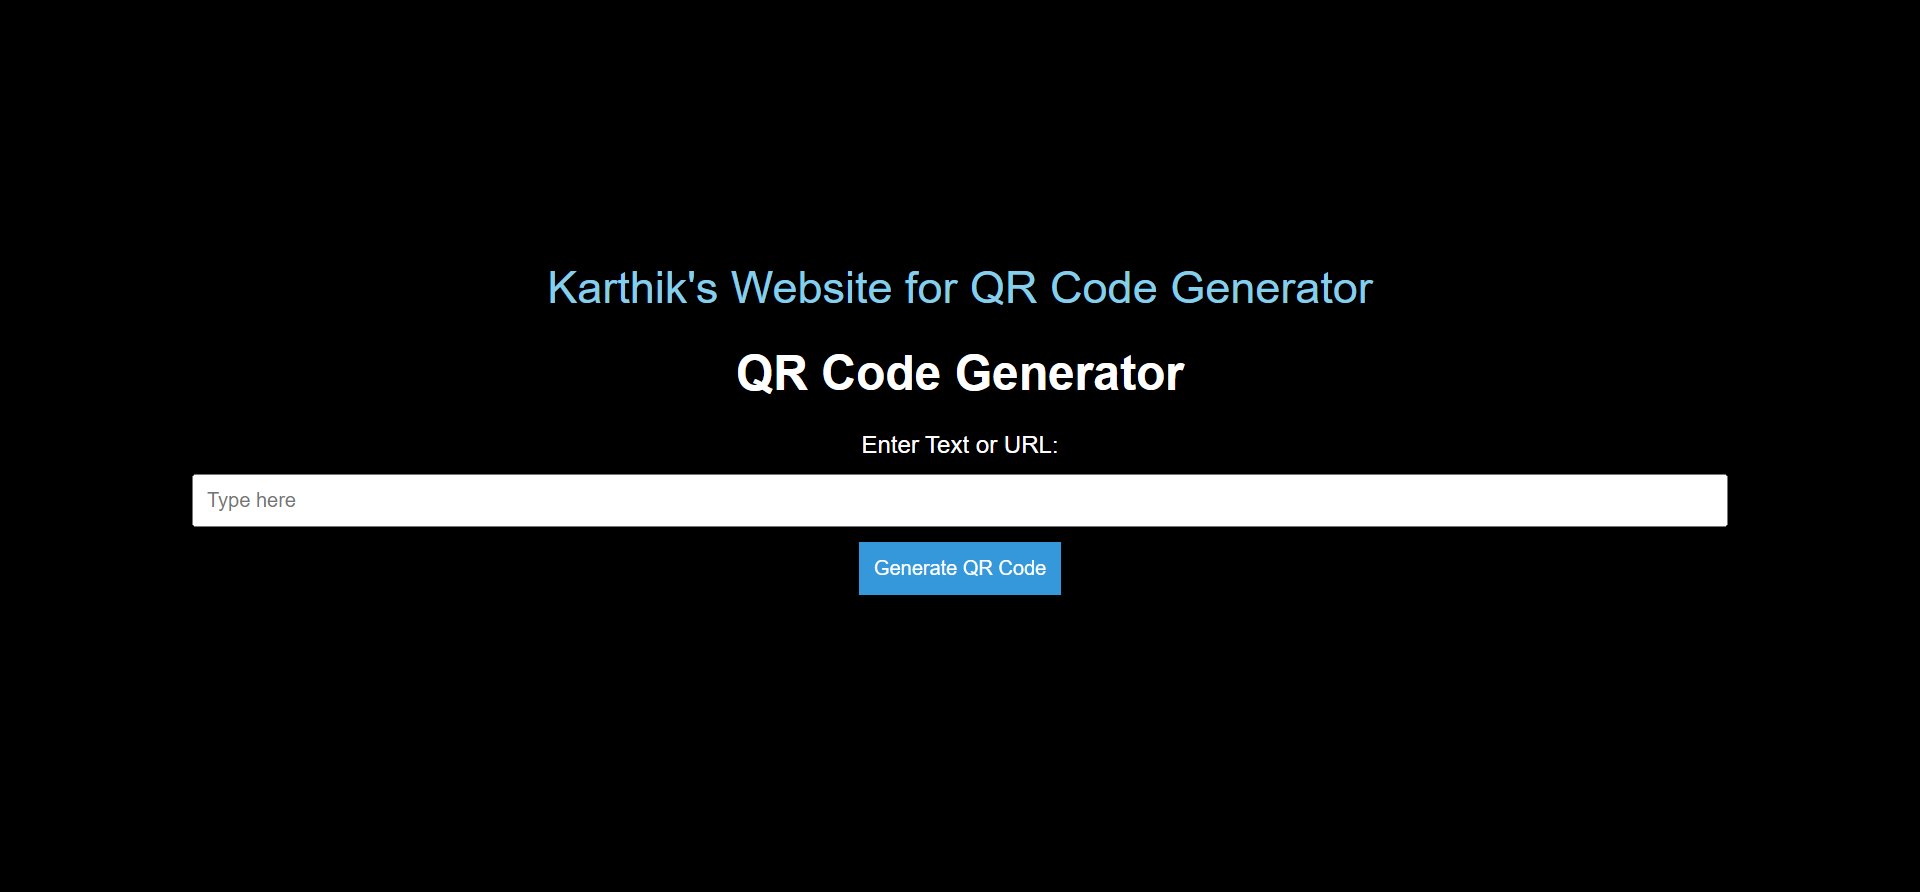 Karthik's Website for QR Code Generator
QR Code Generator
Enter Text or URL:
Type here
Generate QR Code